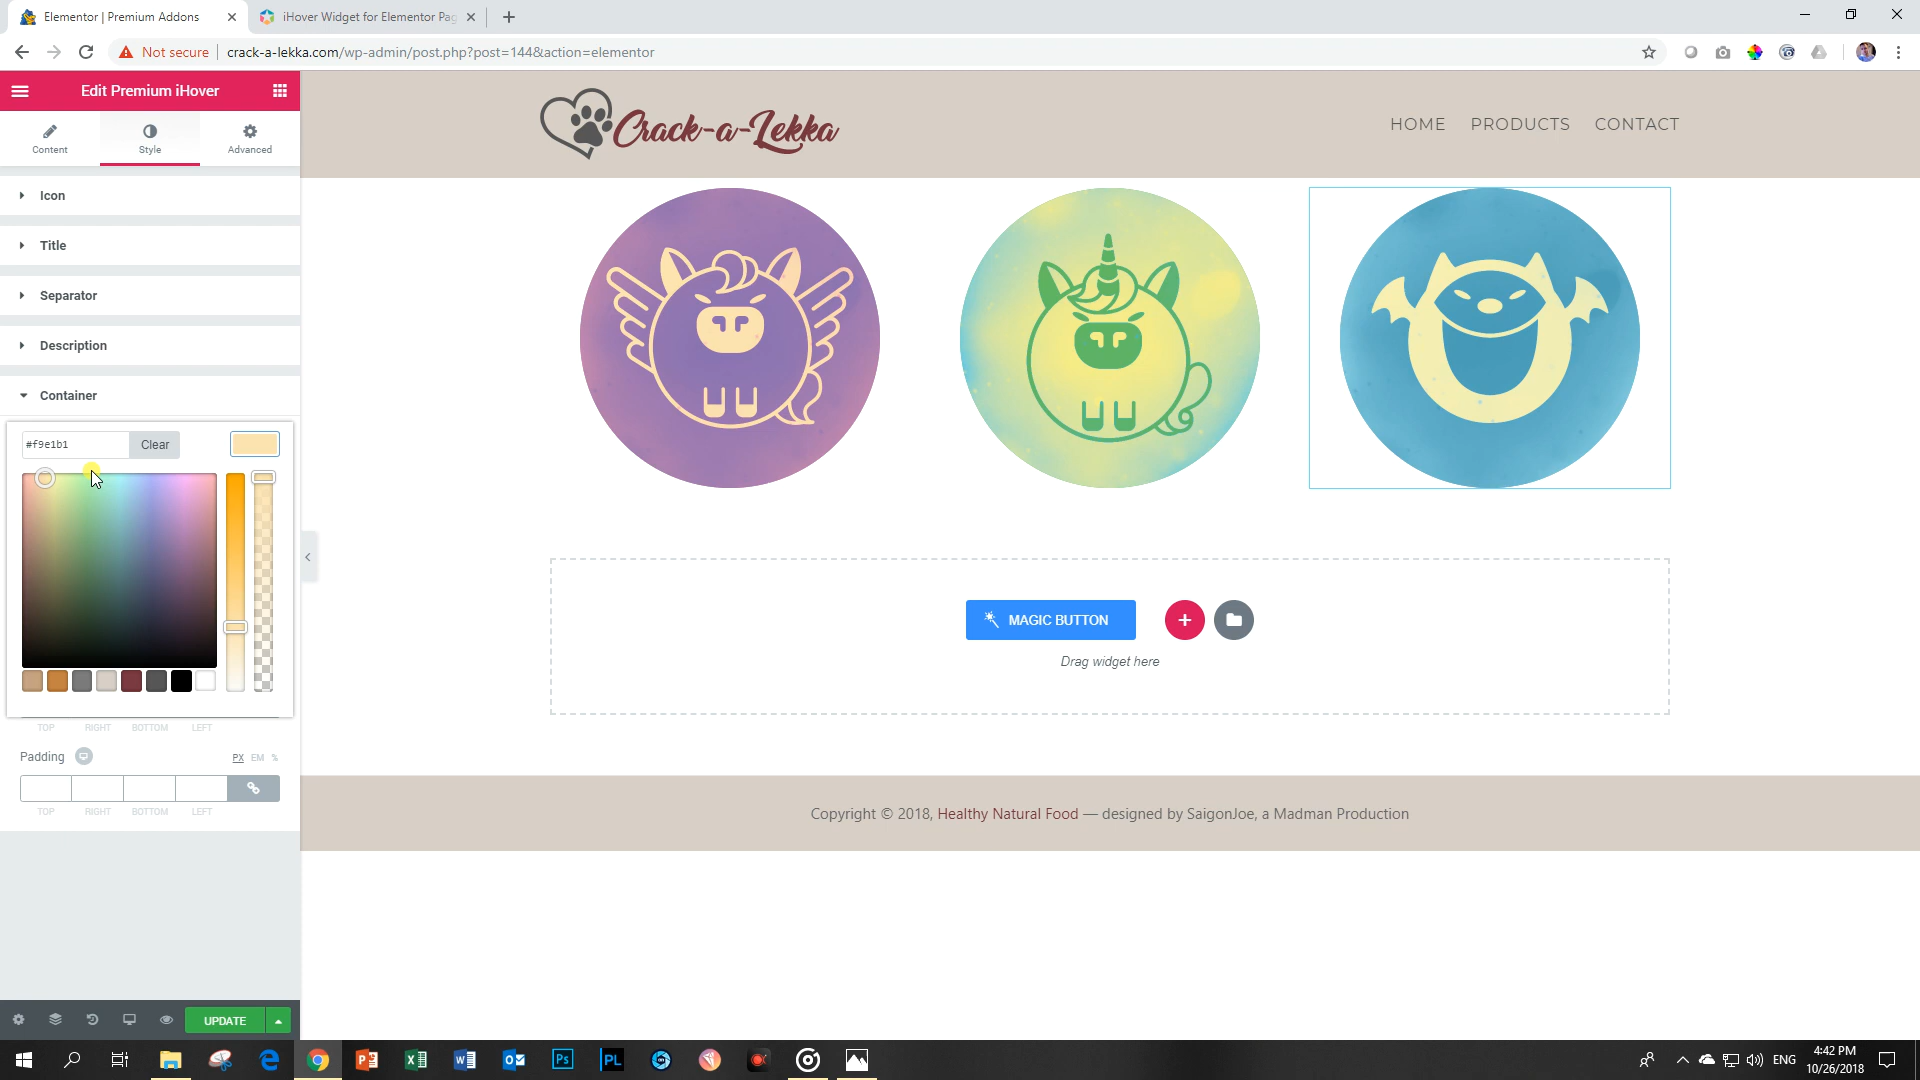 Elementor | Premium Addons
iHover Widget for Elementor Pag
Not secure
crack-a-lekka.com/wp-admin/post.php?post=144&action=elementor
Edit Premium iHover
Content
Style
Advanced
Icon
Title
Separator
Description
Container
#f9e1b1
Clear
TOP RIGHT BOTTOM LEFT
Padding
PX EM %
TOP RIGHT BOTTOM LEFT
UPDATE
Crack-a-Lekka
HOME PRODUCTS CONTACT
MAGIC BUTTON
Drag widget here
Copyright © 2018, Healthy Natural Food — designed by SaigonJoe, a Madman Production
Ps
PL
ENG
4:42 PM
10/26/2018